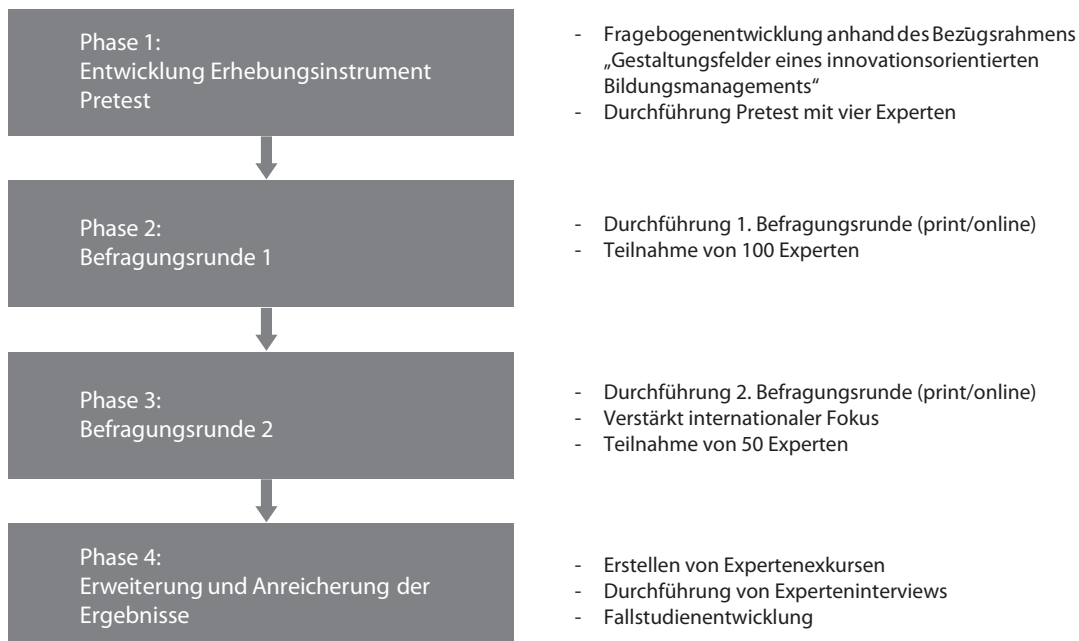 Phase 1:
Entwicklung Erhebungsinstrument
Pretest
- Fragebogenentwicklung anhand des Bezūgsrahmens
„Gestaltungsfelder eines innovationsorientierten
Bildungsmanagements“
- Durchführung Pretest mit vier Experten
Phase 2:
Befragungsrunde 1
- Durchführung 1. Befragungsrunde (print/online)
- Teilnahme von 100 Experten
Phase 3:
Befragungsrunde 2
- Durchführung 2. Befragungsrunde (print/online)
- Verstärkt internationaler Fokus
- Teilnahme von 50 Experten
Phase 4:
Erweiterung und Anreicherung der
Ergebnisse
- Erstellen von Expertenexkursen
- Durchführung von Experteninterviews
- Fallstudienentwicklung